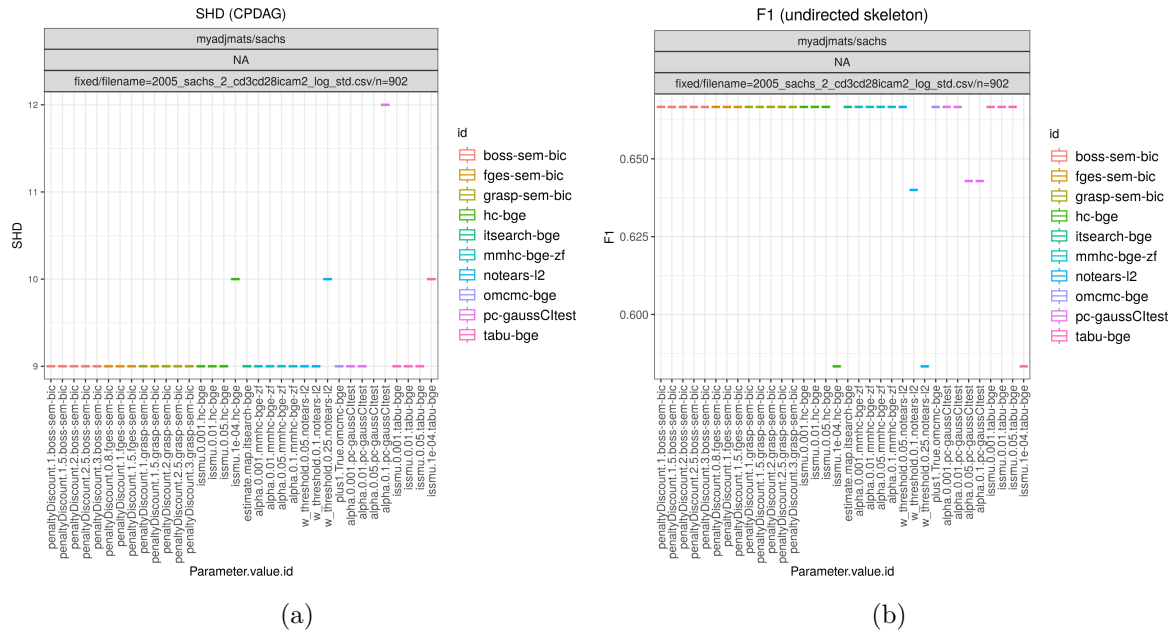 SHD (CPDAG)
myadjmats/sachs
NA
fixed/filename=2005_sachs_2_cd3cd28icam2_log_std.csv/n=902
12
11
10
9
SHD
penaltyDiscount.1.boss-sem-bic
penaltyDiscount.1.5.boss-sem-bic
penaltyDiscount.2.boss-sem-bic
penaltyDiscount.2.5.boss-sem-bic
penaltyDiscount.3.boss-sem-bic
penaltyDiscount.0.8.fges-sem-bic
penaltyDiscount.1.fges-sem-bic
penaltyDiscount.1.5.fges-sem-bic
penaltyDiscount.1.grasp-sem-bic
penaltyDiscount.1.5.grasp-sem-bic
penaltyDiscount.2.grasp-sem-bic
penaltyDiscount.2.5.grasp-sem-bic
penaltyDiscount.3.grasp-sem-bic
issmu.0.001.hc-bge
issmu.0.01.hc-bge
issmu.0.05.hc-bge
issmu.1e-04.hc-bge
estimate.map.itsearch-bge
alpha.0.001.mmhc-bge-zf
alpha.0.01.mmhc-bge-zf
alpha.0.05.mmhc-bge-zf
alpha.0.1.mmhc-bge-zf
w_threshold.0.05.notears-l2
w_threshold.0.1.notears-l2
w_threshold.0.25.notears-l2
plus1.True.omcmc-bge
alpha.0.001.pc-gaussCItest
alpha.0.01.pc-gaussCItest
alpha.0.05.pc-gaussCItest
alpha.0.1.pc-gaussCItest
issmu.0.001.tabu-bge
issmu.0.01.tabu-bge
issmu.0.05.tabu-bge
issmu.1e-04.tabu-bge
Parameter.value.id
id
boss-sem-bic
fges-sem-bic
grasp-sem-bic
hc-bge
itsearch-bge
mmhc-bge-zf
notears-l2
omcmc-bge
pc-gaussCItest
tabu-bge
(a)
F1 (undirected skeleton)
myadjmats/sachs
NA
fixed/filename=2005_sachs_2_cd3cd28icam2_log_std.csv/n=902
0.650
0.625
0.600
F1
penaltyDiscount.1.boss-sem-bic
penaltyDiscount.1.5.boss-sem-bic
penaltyDiscount.2.boss-sem-bic
penaltyDiscount.2.5.boss-sem-bic
penaltyDiscount.3.boss-sem-bic
penaltyDiscount.0.8.fges-sem-bic
penaltyDiscount.1.fges-sem-bic
penaltyDiscount.1.5.fges-sem-bic
penaltyDiscount.1.grasp-sem-bic
penaltyDiscount.1.5.grasp-sem-bic
penaltyDiscount.2.grasp-sem-bic
penaltyDiscount.2.5.grasp-sem-bic
penaltyDiscount.3.grasp-sem-bic
issmu.0.001.hc-bge
issmu.0.01.hc-bge
issmu.0.05.hc-bge
issmu.1e-04.hc-bge
estimate.map.itsearch-bge
alpha.0.001.mmhc-bge-zf
alpha.0.01.mmhc-bge-zf
alpha.0.05.mmhc-bge-zf
alpha.0.1.mmhc-bge-zf
w_threshold.0.05.notears-l2
w_threshold.0.1.notears-l2
w_threshold.0.25.notears-l2
plus1.True.omcmc-bge
alpha.0.001.pc-gaussCItest
alpha.0.01.pc-gaussCItest
alpha.0.05.pc-gaussCItest
alpha.0.1.pc-gaussCItest
issmu.0.001.tabu-bge
issmu.0.01.tabu-bge
issmu.0.05.tabu-bge
issmu.1e-04.tabu-bge
Parameter.value.id
id
boss-sem-bic
fges-sem-bic
grasp-sem-bic
hc-bge
itsearch-bge
mmhc-bge-zf
notears-l2
omcmc-bge
pc-gaussCItest
tabu-bge
(b)